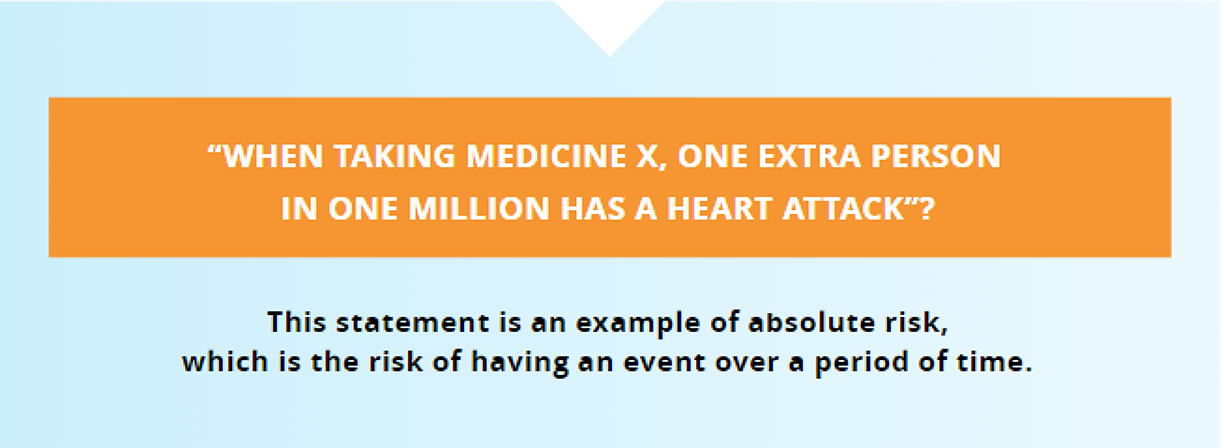 “WHEN TAKING MEDICINE X, ONE EXTRA PERSON
IN ONE MILLION HAS A HEART ATTACK”?
This statement is an example of absolute risk,
which is the risk of having an event over a period of time.